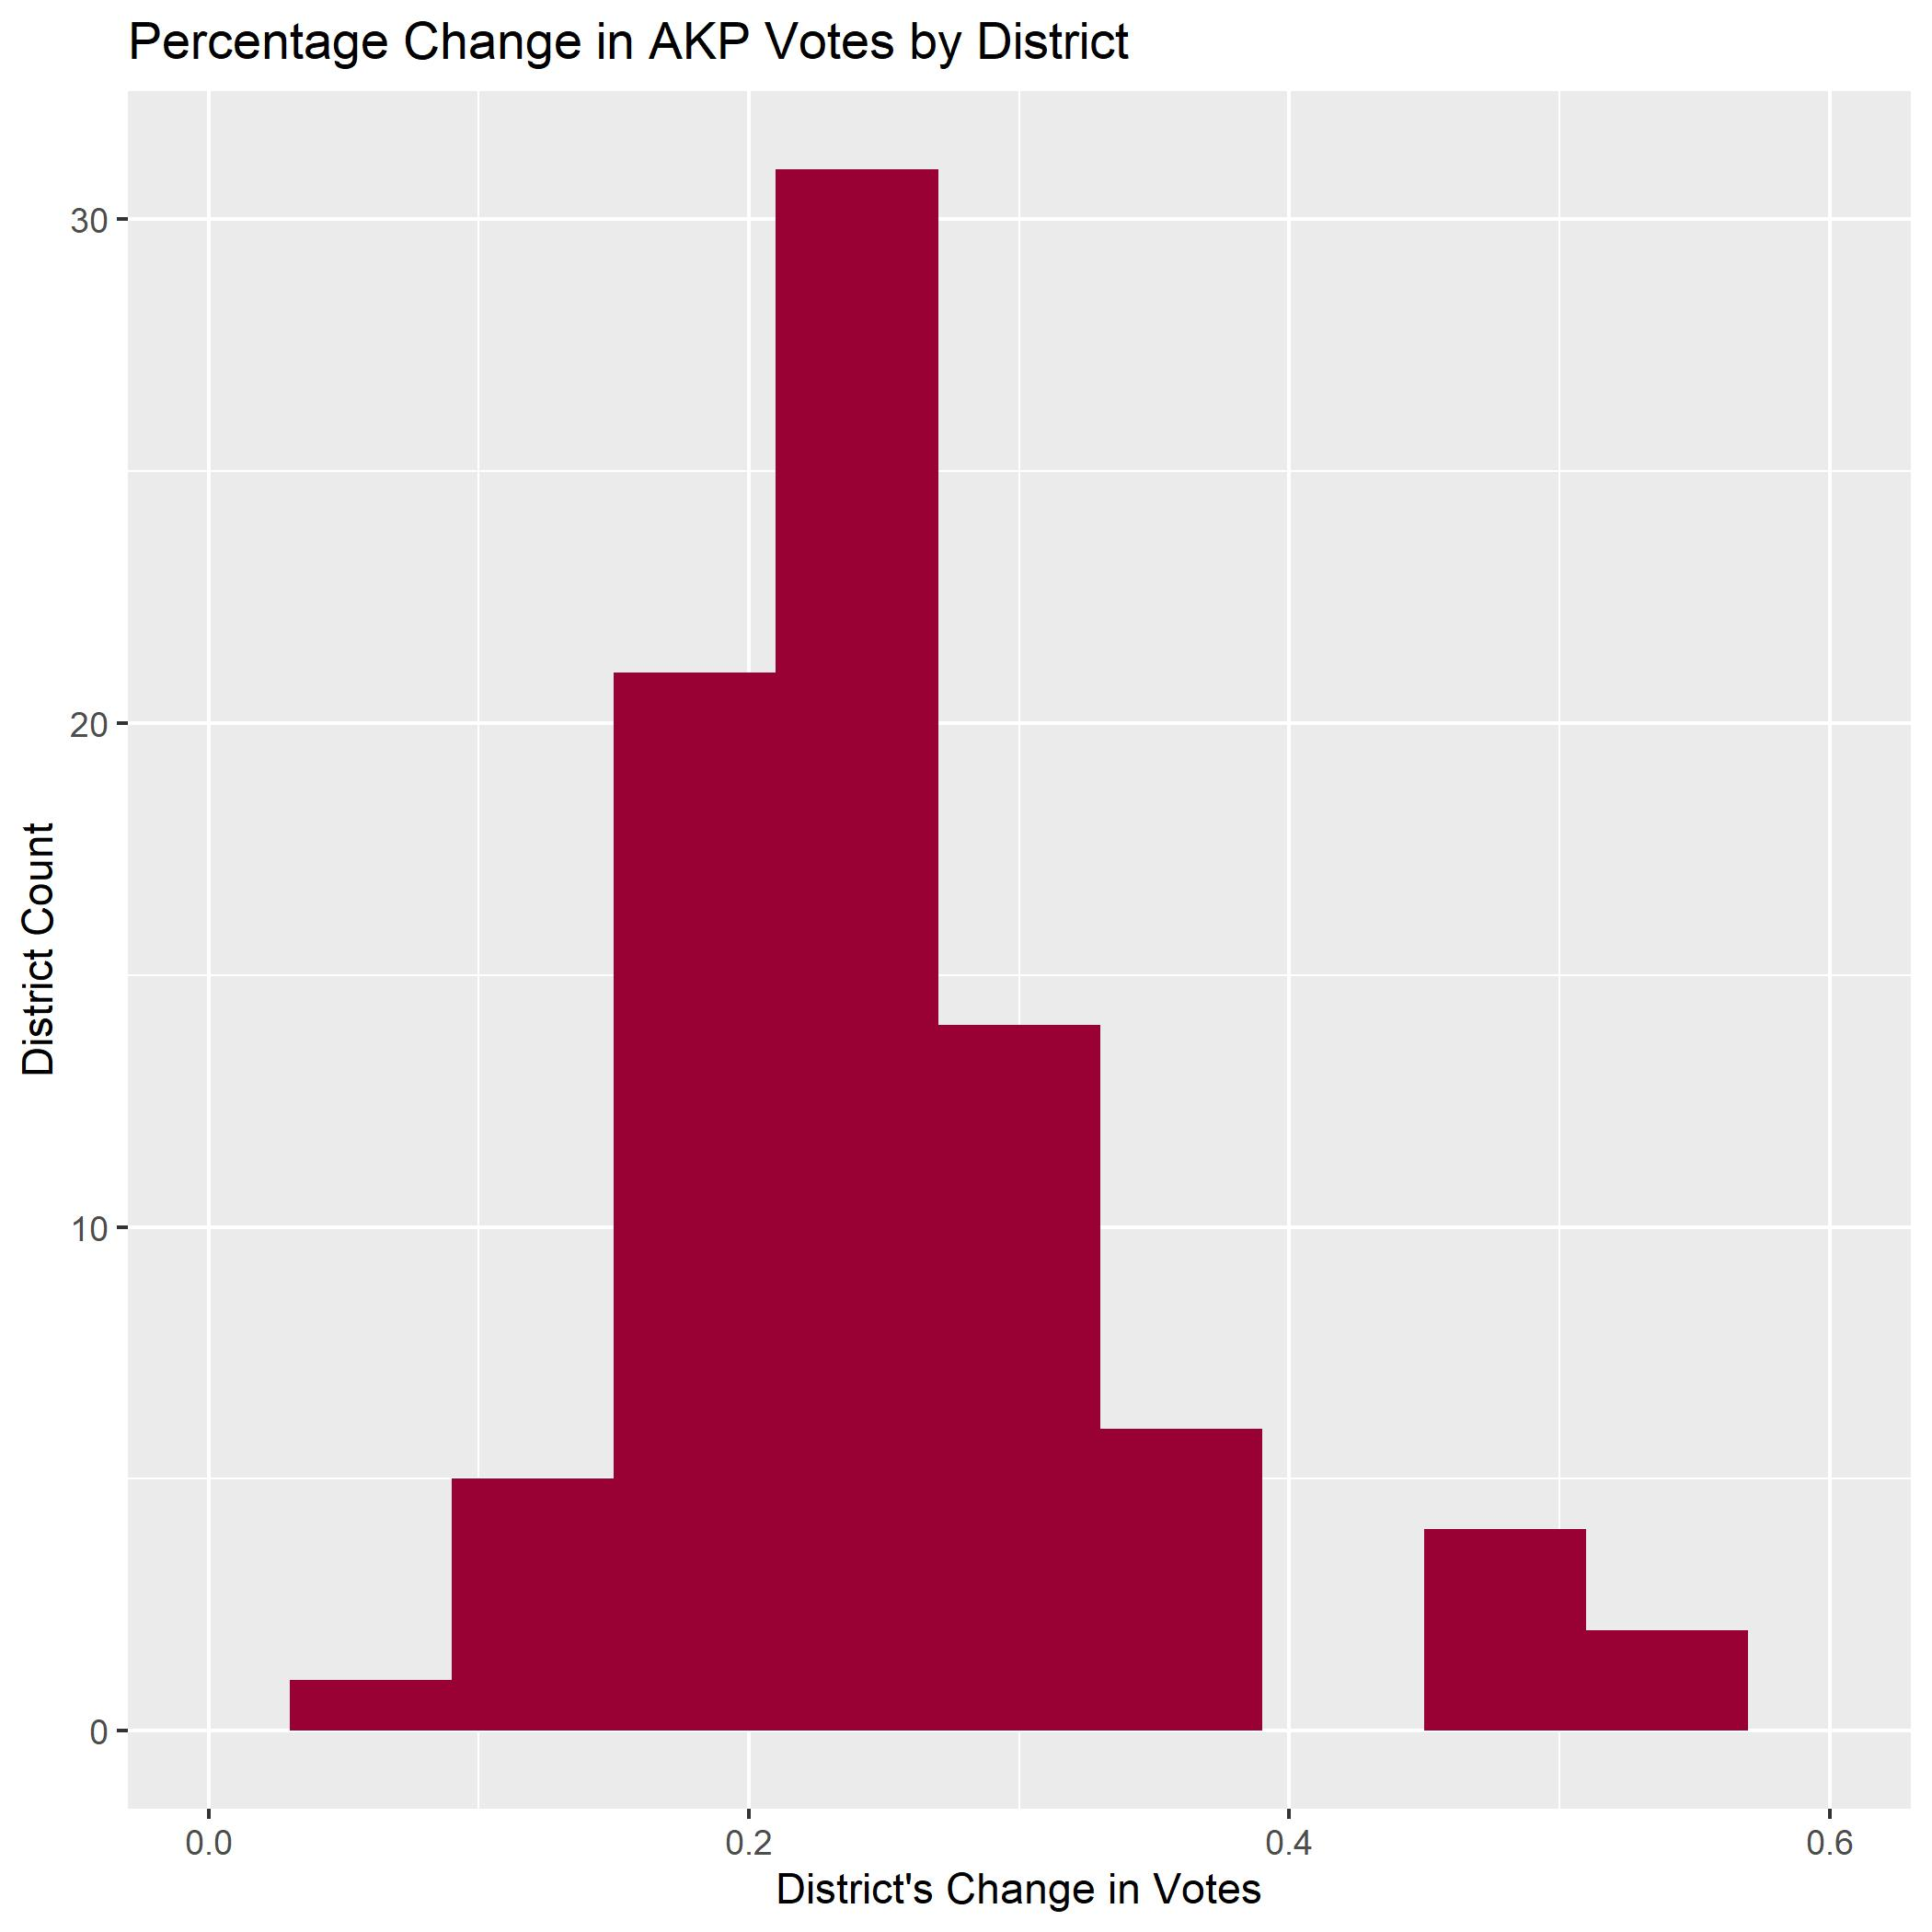 Percentage Change in AKP Votes by District
30
20
10
0
District Count
0.0 0.2 0.4 0.6
District's Change in Votes